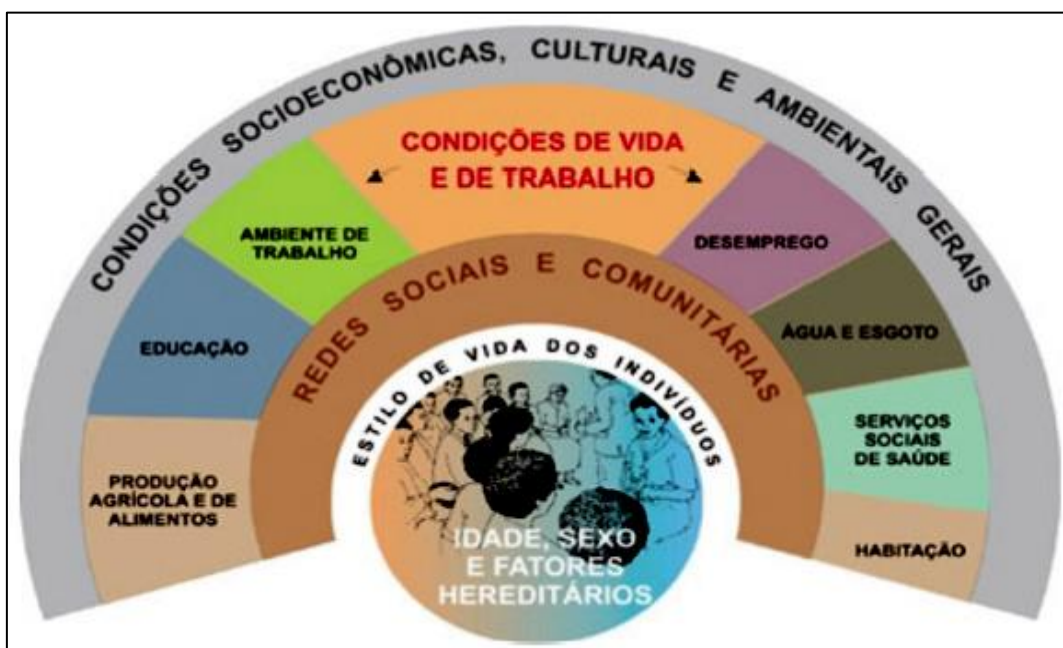 CONDIÇÕES SOCIOECONÔMICAS, CULTURAIS E AMBIENTAIS GERAIS
CONDIÇÕES DE VIDA
E DE TRABALHO
AMBIENTE DE
TRABALHO
DESEMPREGO
EDUCAÇÃO
ÁGUA E ESGOTO
PRODUÇÃO
AGRÍCOLA E DE
ALIMENTOS
SERVIÇOS
SOCIAIS
DE SAÚDE
HABITAÇÃO
REDES SOCIAIS E COMUNITÁRIAS
ESTILO DE VIDA DOS INDIVÍDUOS
IDADE, SEXO
E FATORES
HEREDITÁRIOS